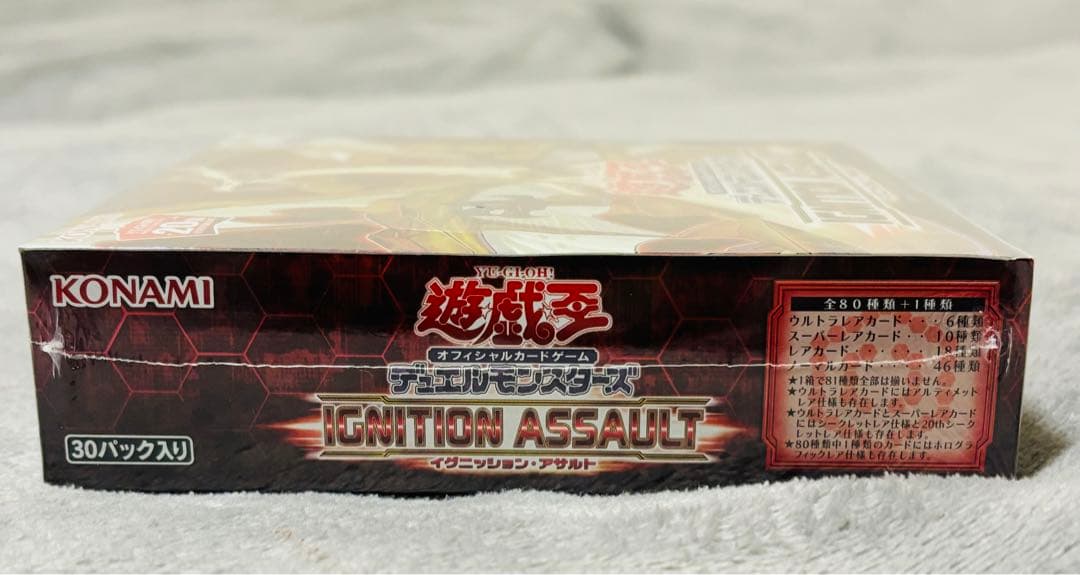 KONAMI
YU-GI-OH!
遊戯王
オフィシャルカードゲーム
デュエルモンスターズ
IGNITION ASSAULT
イグニッション・アサルト
30パック入り
全80種類+1種類
ウルトラレアカード・・・・6種類
スーパーレアカード・・・10種類
レアカード・・・・・18種類
ノーマルカード・・・・・46種類
★1箱で81種類全部は揃いません。
★ウルトラレアカードにはアルティメット
レア仕様も存在します。
★ウルトラレアカードとスーパーレアカード
にはシークレットレア仕様と20thシーク
レットレア仕様も存在します。
★80種類中1種類のカードにはホログラ
フィックレア仕様も存在します。